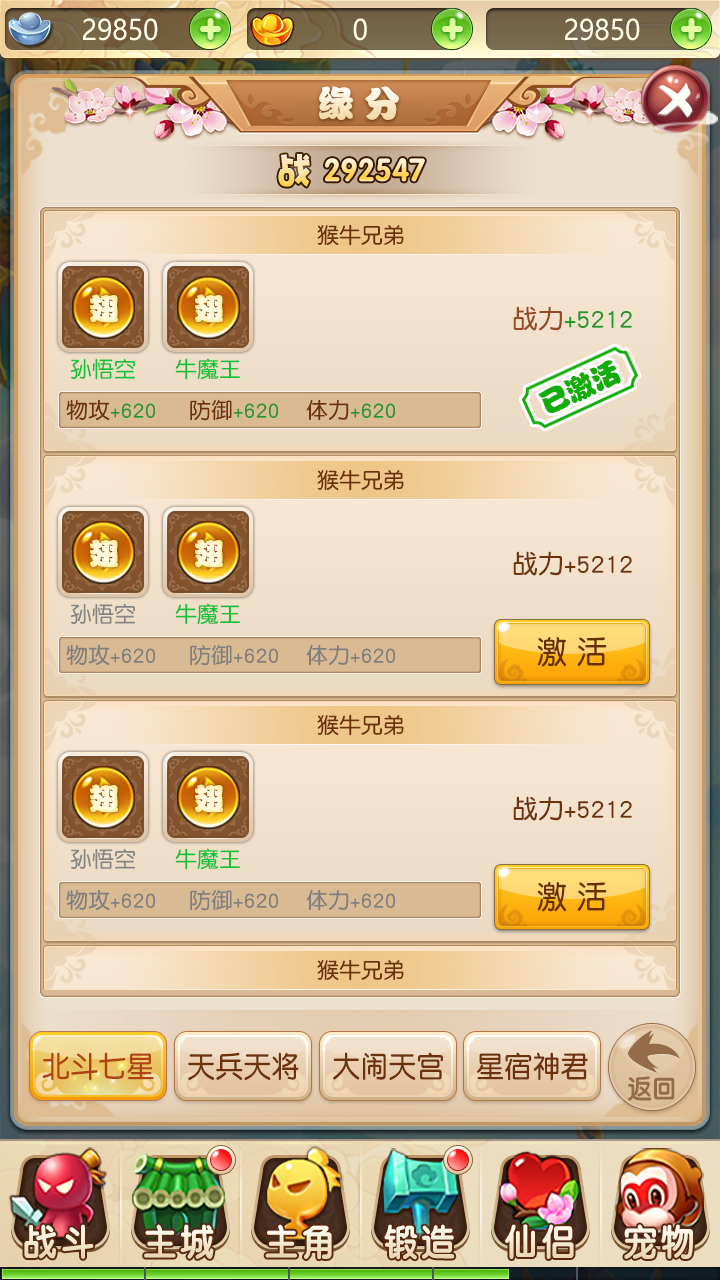 29850 0 29850
缘分
战 292547
猴牛兄弟
翅 翅
战力+5212
孙悟空 牛魔王
已激活
物攻+620 防御+620 体力+620
猴牛兄弟
翅 翅
战力+5212
孙悟空 牛魔王
物攻+620 防御+620 体力+620
激活
猴牛兄弟
翅 翅
战力+5212
孙悟空 牛魔王
物攻+620 防御+620 体力+620
激活
猴牛兄弟
北斗七星 天兵天将 大闹天宫 星宿神君 返回
战斗 主城 主角 锻造 仙侣 宠物